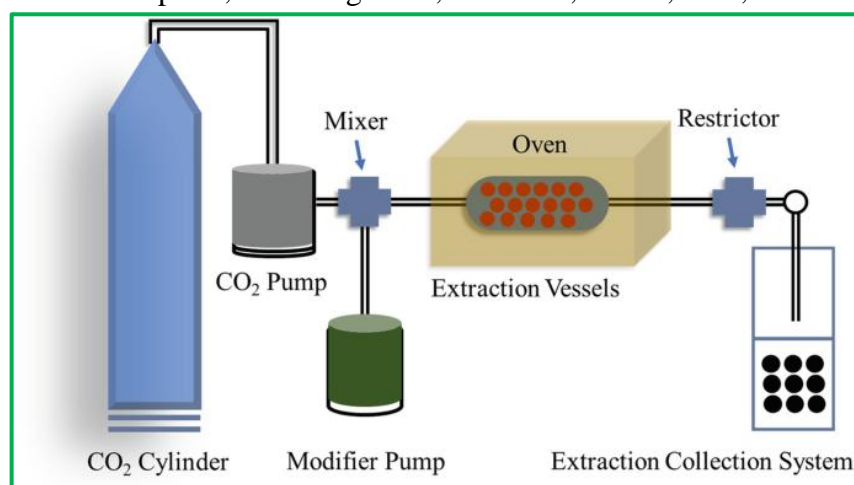 Mixer
Restrictor
Oven
CO₂ Pump
Extraction Vessels
CO₂ Cylinder
Modifier Pump
Extraction Collection System